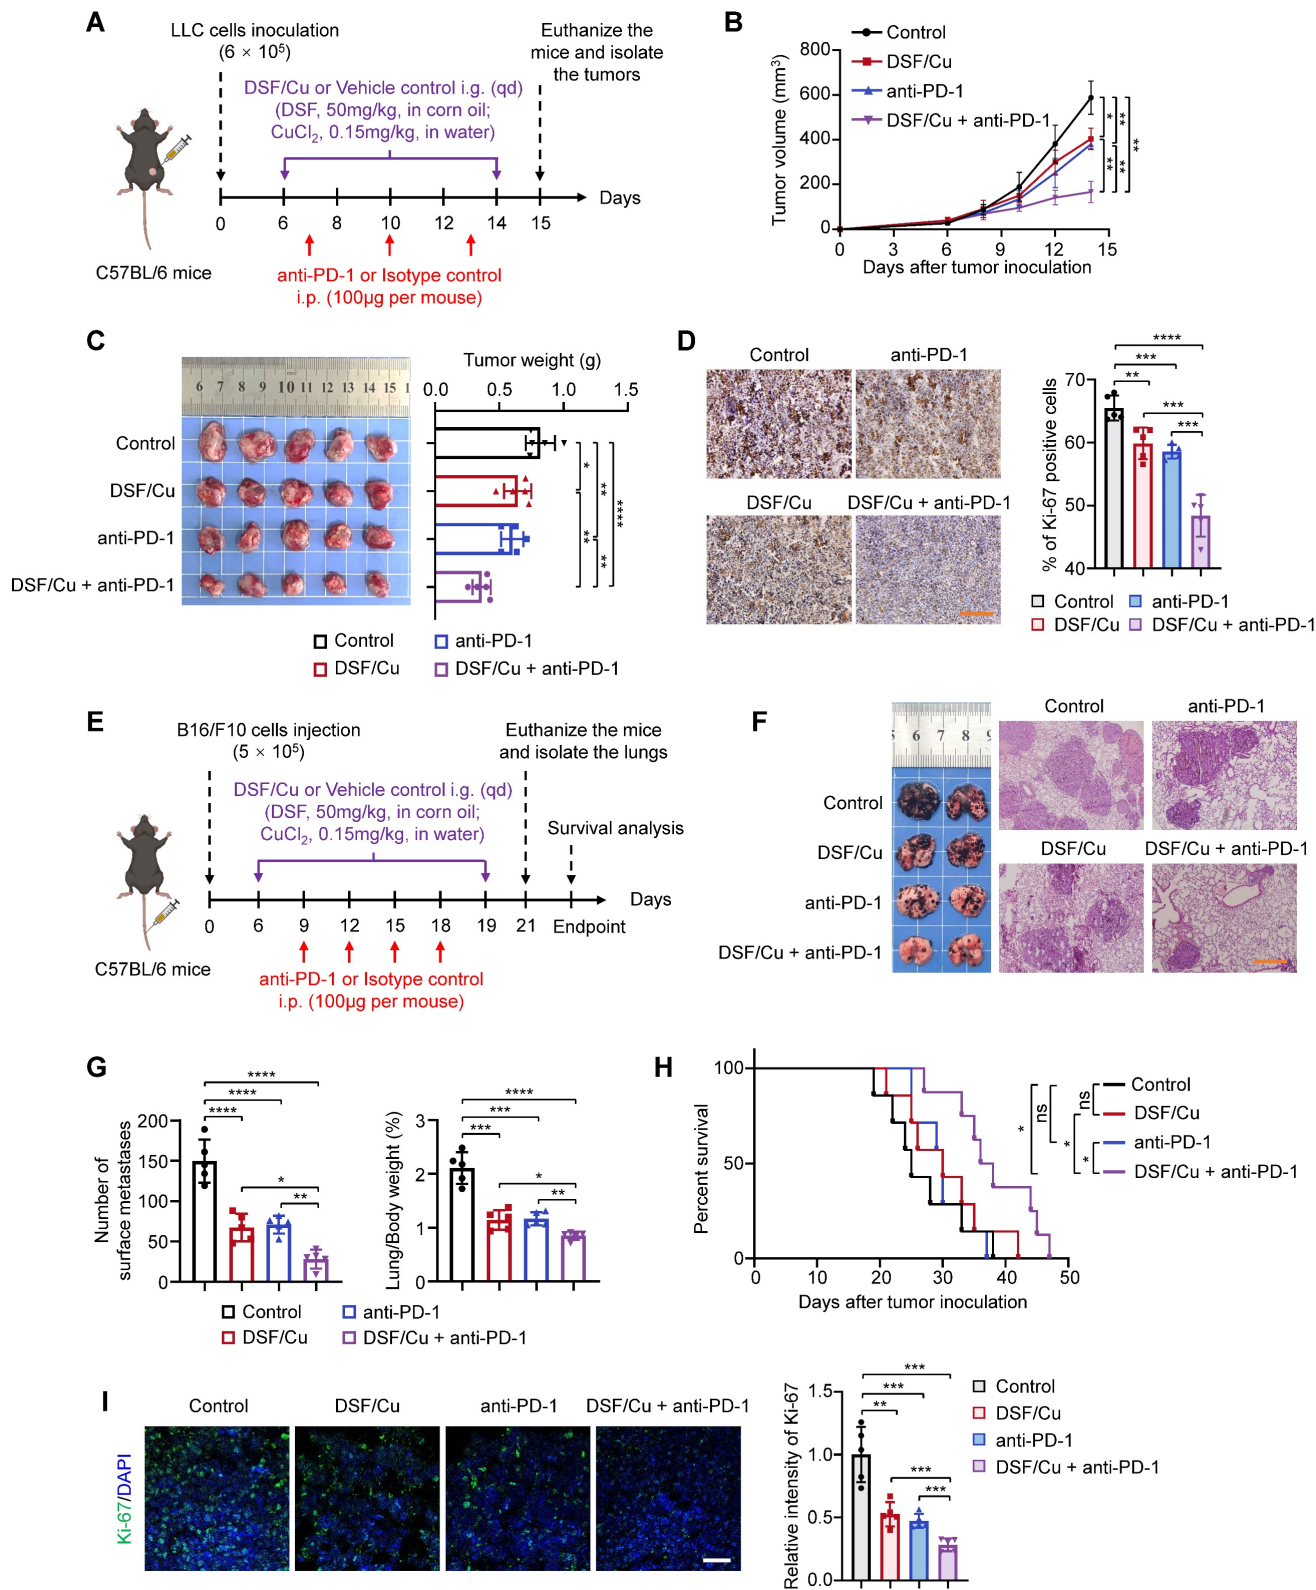 A
LLC cells inoculation
(6 × 10⁵)
Euthanize the
mice and isolate
the tumors
DSF/Cu or Vehicle control i.g. (qd)
(DSF, 50mg/kg, in corn oil;
CuCl₂, 0.15mg/kg, in water)
0 6 8 10 12 14 15 Days
C57BL/6 mice
anti-PD-1 or Isotype control
i.p. (100μg per mouse)
B
Control
DSF/Cu
anti-PD-1
DSF/Cu + anti-PD-1
Tumor volume (mm³)
800
600
400
200
0
0 3 6 9 12 15
Days after tumor inoculation
* ** ** ** **
C
6 7 8 9 10 11 12 13 14 15 1
Control
DSF/Cu
anti-PD-1
DSF/Cu + anti-PD-1
Tumor weight (g)
0.0 0.5 1.0 1.5
* ** **** ** **
Control
anti-PD-1
DSF/Cu
DSF/Cu + anti-PD-1
D
Control
anti-PD-1
DSF/Cu
DSF/Cu + anti-PD-1
% of Ki-67 positive cells
70
60
50
40
****
***
**
***
***
Control
anti-PD-1
DSF/Cu
DSF/Cu + anti-PD-1
E
B16/F10 cells injection
(5 × 10⁵)
Euthanize the mice
and isolate the lungs
DSF/Cu or Vehicle control i.g. (qd)
(DSF, 50mg/kg, in corn oil;
CuCl₂, 0.15mg/kg, in water)
Survival analysis
0 6 9 12 15 18 19 21 Endpoint
Days
C57BL/6 mice
anti-PD-1 or Isotype control
i.p. (100μg per mouse)
F
6 7 8 9
Control
DSF/Cu
anti-PD-1
DSF/Cu + anti-PD-1
Control
anti-PD-1
DSF/Cu
DSF/Cu + anti-PD-1
G
Number of
surface metastases
200
150
100
50
0
****
****
****
*
**
Lung/Body weight (%)
3
2
1
0
****
***
***
*
**
Control
anti-PD-1
DSF/Cu
DSF/Cu + anti-PD-1
H
Percent survival
100
50
0
0 10 20 30 40 50
Days after tumor inoculation
* ns * ns *
Control
DSF/Cu
anti-PD-1
DSF/Cu + anti-PD-1
I
Ki-67/DAPI
Control
DSF/Cu
anti-PD-1
DSF/Cu + anti-PD-1
Relative intensity of Ki-67
1.5
1.0
0.5
0.0
***
***
**
***
***
Control
DSF/Cu
anti-PD-1
DSF/Cu + anti-PD-1